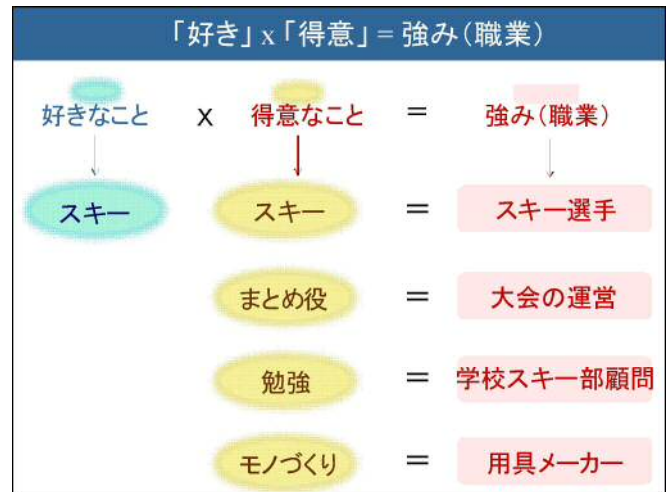 「好き」x「得意」= 強み(職業)
好きなこと x 得意なこと = 強み(職業)
スキー スキー = スキー選手
まとめ役 = 大会の運営
勉強 = 学校スキー部顧問
モノづくり = 用具メーカー